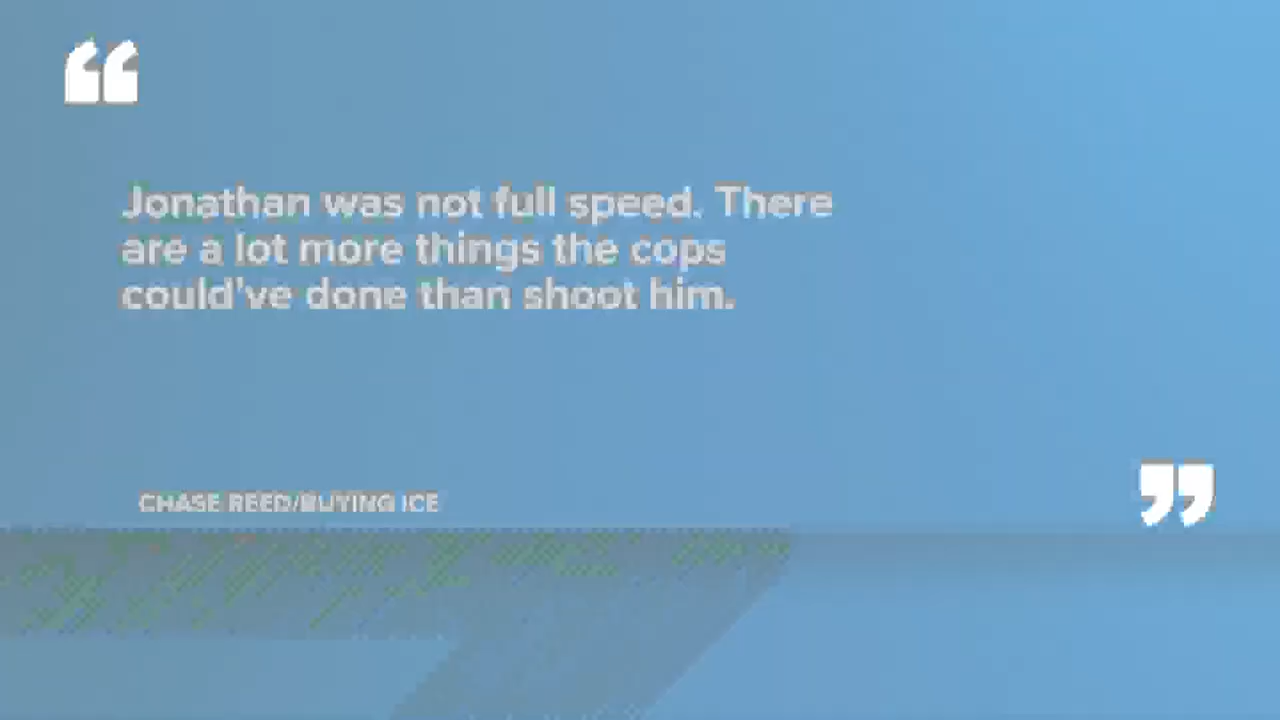 “
Jonathan was not full speed. There
are a lot more things the cops
could've done than shoot him.
CHASE REED/BUYING ICE
”